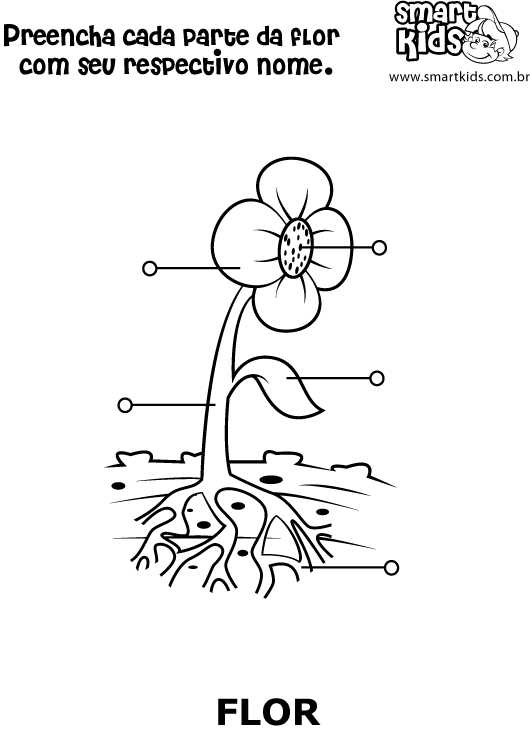 Preencha cada parte da flor
com seu respectivo nome.
smart
kids
www.smartkids.com.br
FLOR